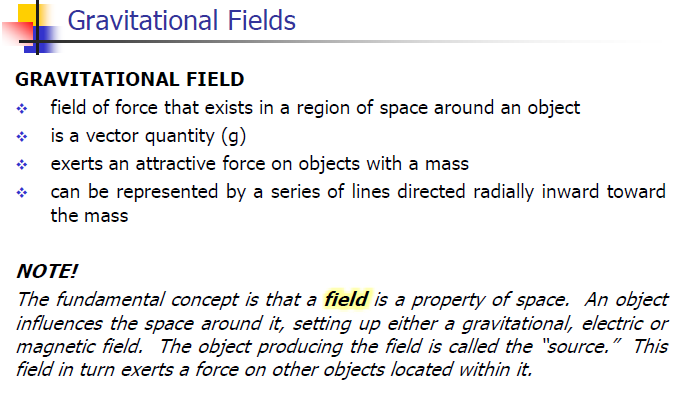 Gravitational Fields
GRAVITATIONAL FIELD
❖ field of force that exists in a region of space around an object
❖ is a vector quantity (g)
❖ exerts an attractive force on objects with a mass
❖ can be represented by a series of lines directed radially inward toward
the mass
NOTE!
The fundamental concept is that a field is a property of space. An object
influences the space around it, setting up either a gravitational, electric or
magnetic field. The object producing the field is called the “source.” This
field in turn exerts a force on other objects located within it.